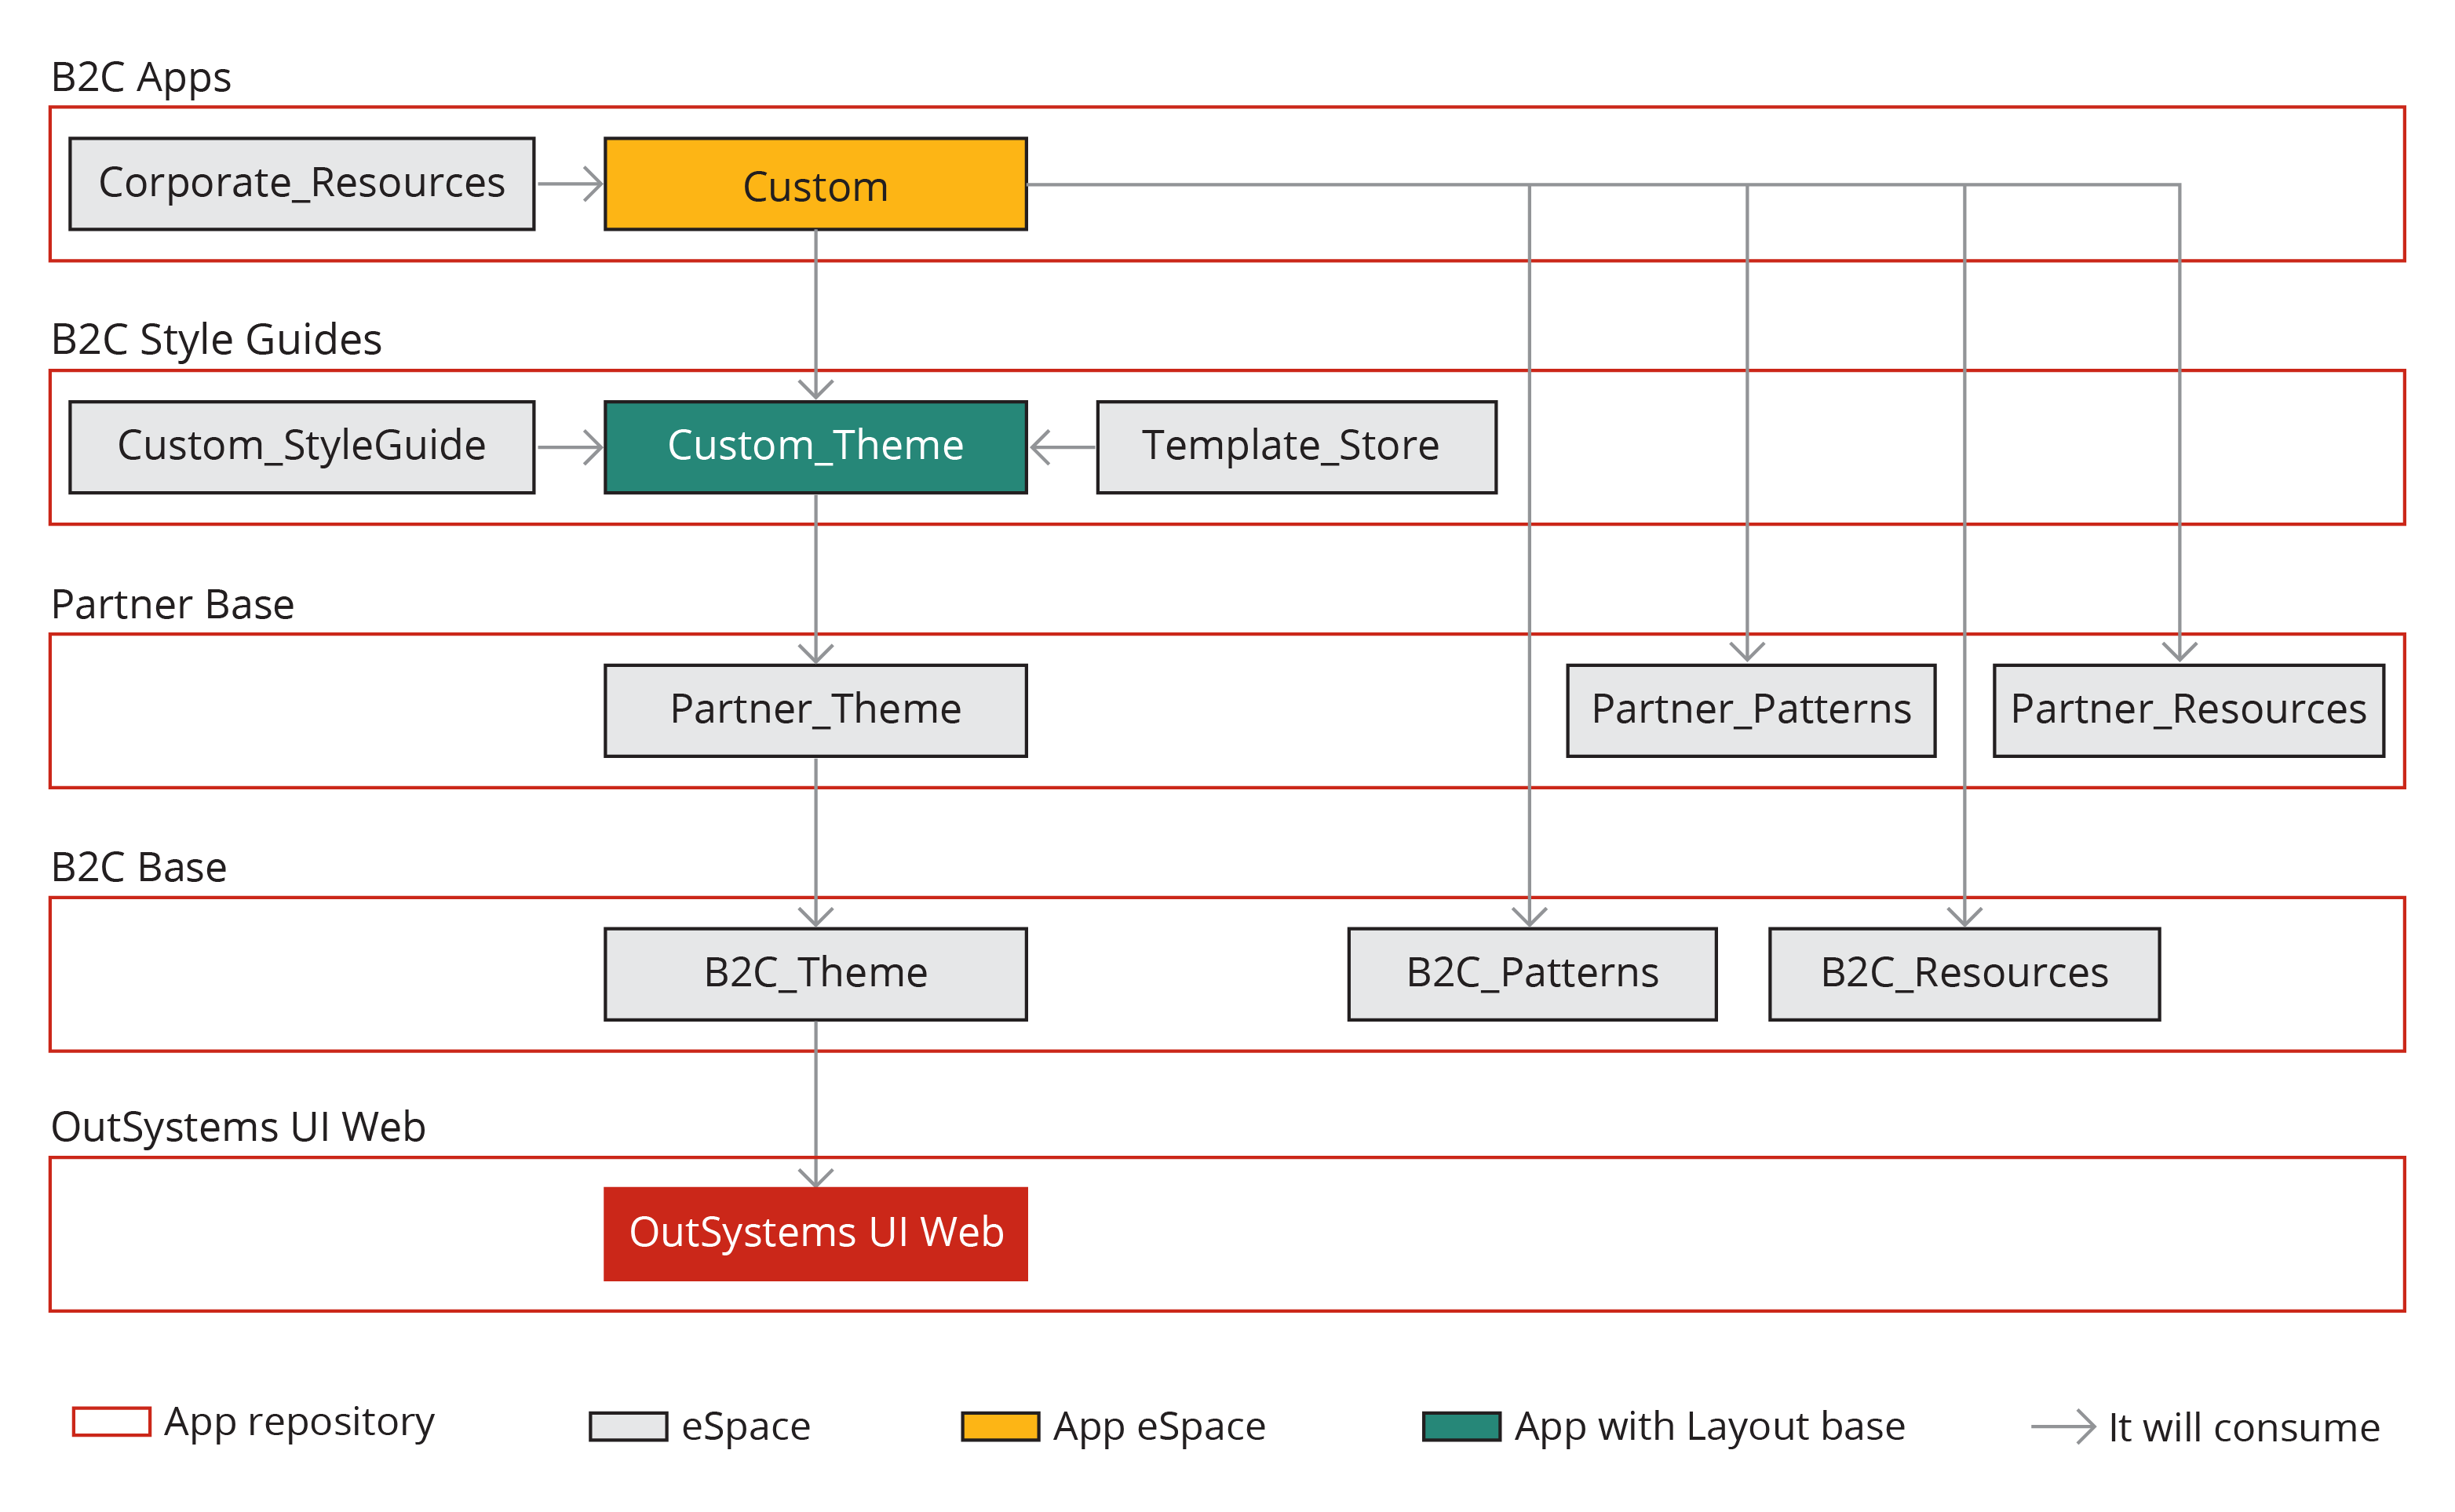 B2C Apps
Corporate_Resources
Custom
B2C Style Guides
Custom_StyleGuide
Custom_Theme
Template_Store
Partner Base
Partner_Theme
Partner_Patterns
Partner_Resources
B2C Base
B2C_Theme
B2C_Patterns
B2C_Resources
OutSystems UI Web
OutSystems UI Web
App repository
eSpace
App eSpace
App with Layout base
It will consume